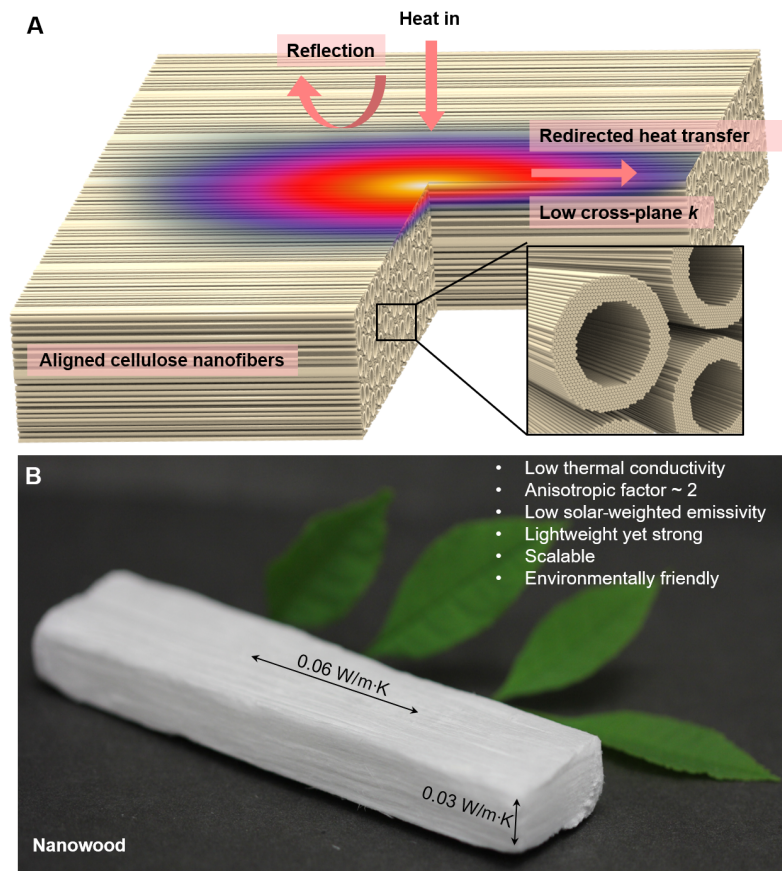 A
Heat in
Reflection
Redirected heat transfer
Low cross-plane k
Aligned cellulose nanofibers
B
• Low thermal conductivity
• Anisotropic factor ~ 2
• Low solar-weighted emissivity
• Lightweight yet strong
• Scalable
• Environmentally friendly
0.06 W/m·K
0.03 W/m·K
Nanowood